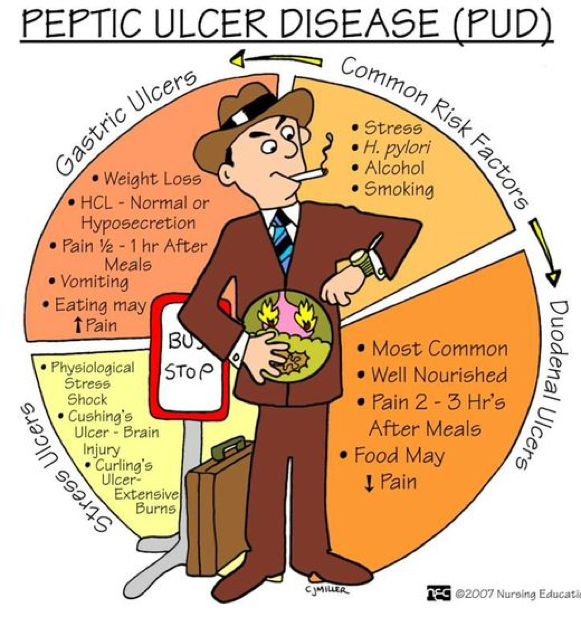 PEPTIC ULCER DISEASE (PUD)
Gastric Ulcers
• Weight Loss
• HCL - Normal or
Hyposecretion
• Pain ½ - 1 hr After
Meals
• Vomiting
• Eating may
↑ Pain
Common Risk Factors
• Stress
• H. pylori
• Alcohol
• Smoking
Duodenal Ulcers
• Most Common
• Well Nourished
• Pain 2 - 3 Hr's
After Meals
• Food May
↓ Pain
Stress Ulcers
• Physiological
Stress
Shock
• Cushing's
Ulcer - Brain
Injury
• Curling's
Ulcer-
Extensive
Burns
STOP
CJMILLER
NEC ©2007 Nursing